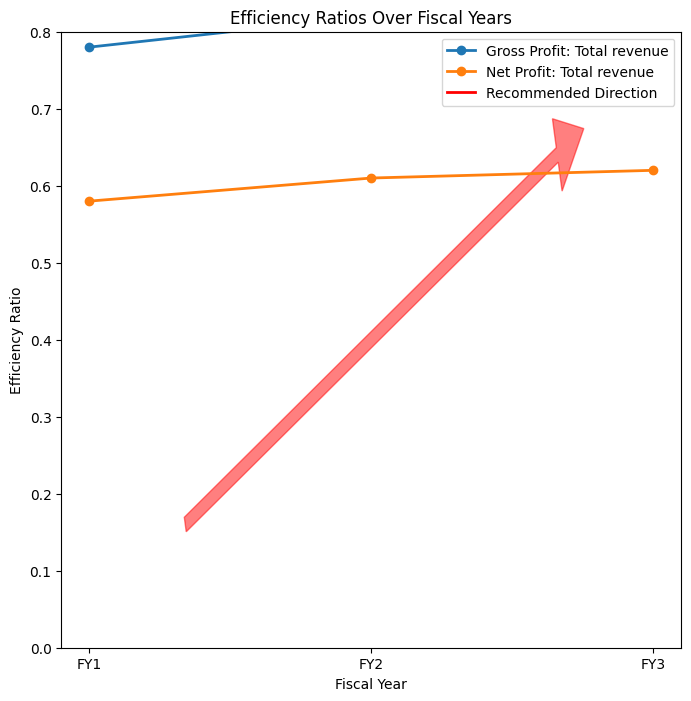 Efficiency Ratios Over Fiscal Years
Gross Profit: Total revenue
Net Profit: Total revenue
Recommended Direction
0.8
0.7
0.6
0.5
0.4
0.3
0.2
0.1
0.0
Efficiency Ratio
FY1
FY2
FY3
Fiscal Year